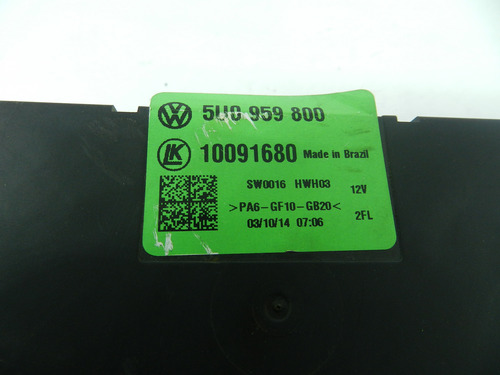 5U0 959 800
LK 10091680 Made in Brazil
SW0016 HWH03 12V
>PA6-GF10-GB20<
03/10/14 07:06 2FL